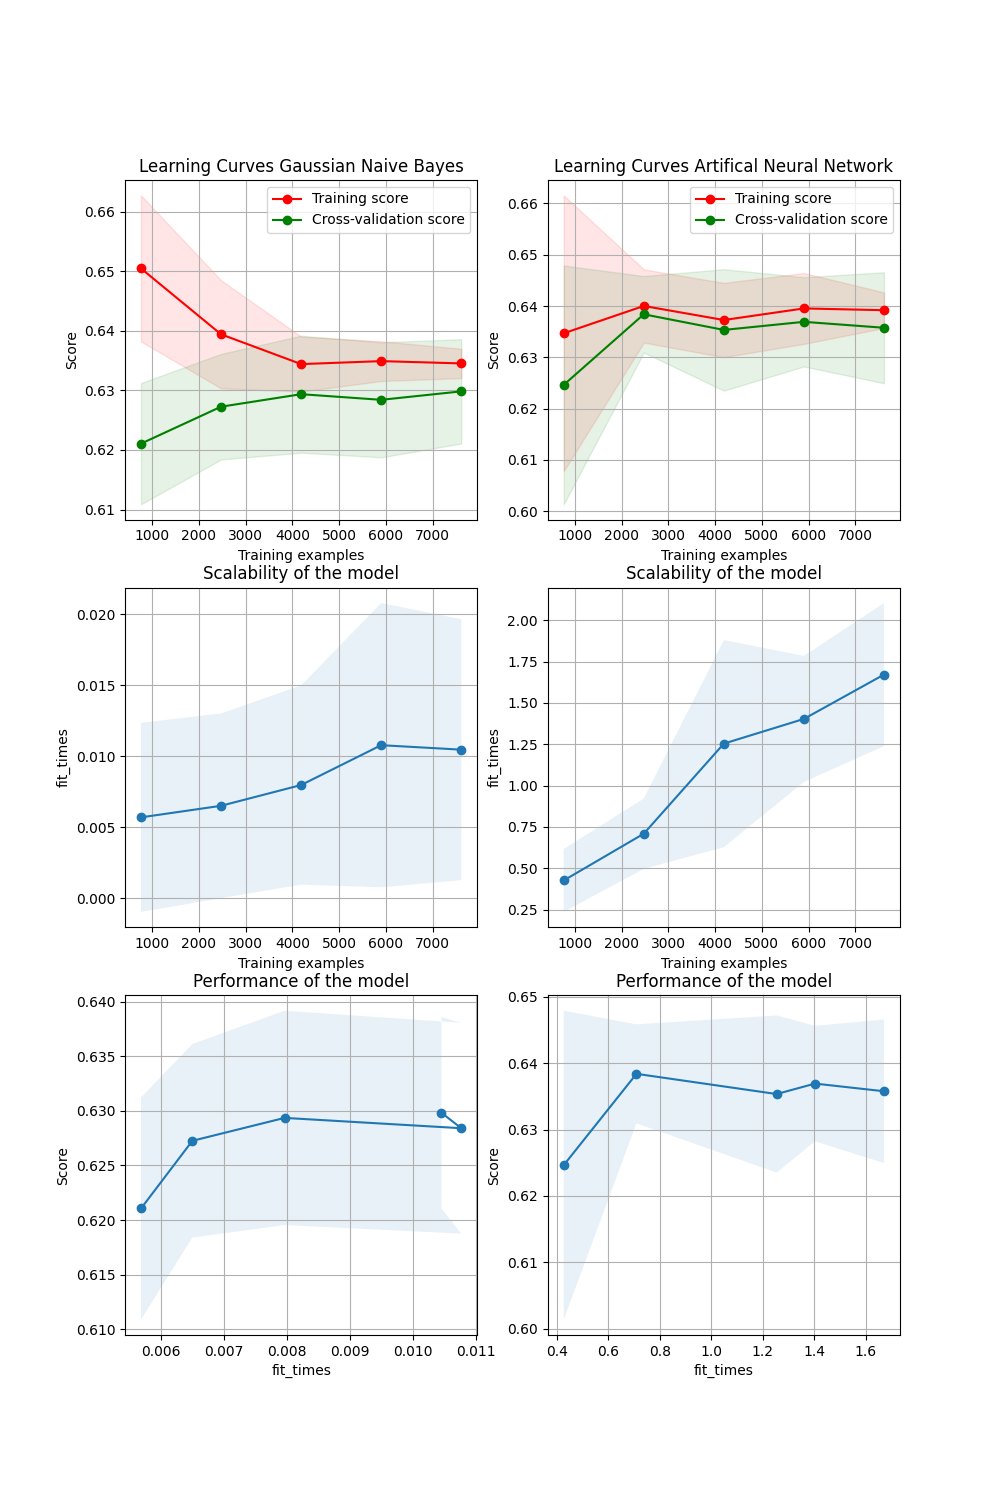 Learning Curves Gaussian Naive Bayes
Training score
Cross-validation score
0.66
0.65
0.64
0.63
0.62
0.61
Score
1000 2000 3000 4000 5000 6000 7000
Training examples
Learning Curves Artifical Neural Network
Training score
Cross-validation score
0.66
0.65
0.64
0.63
0.62
0.61
0.60
Score
1000 2000 3000 4000 5000 6000 7000
Training examples
Scalability of the model
0.020
0.015
0.010
0.005
0.000
fit_times
1000 2000 3000 4000 5000 6000 7000
Training examples
Scalability of the model
2.00
1.75
1.50
1.25
1.00
0.75
0.50
0.25
fit_times
1000 2000 3000 4000 5000 6000 7000
Training examples
Performance of the model
0.640
0.635
0.630
0.625
0.620
0.615
0.610
Score
0.006 0.007 0.008 0.009 0.010 0.011
fit_times
Performance of the model
0.65
0.64
0.63
0.62
0.61
0.60
Score
0.4 0.6 0.8 1.0 1.2 1.4 1.6
fit_times